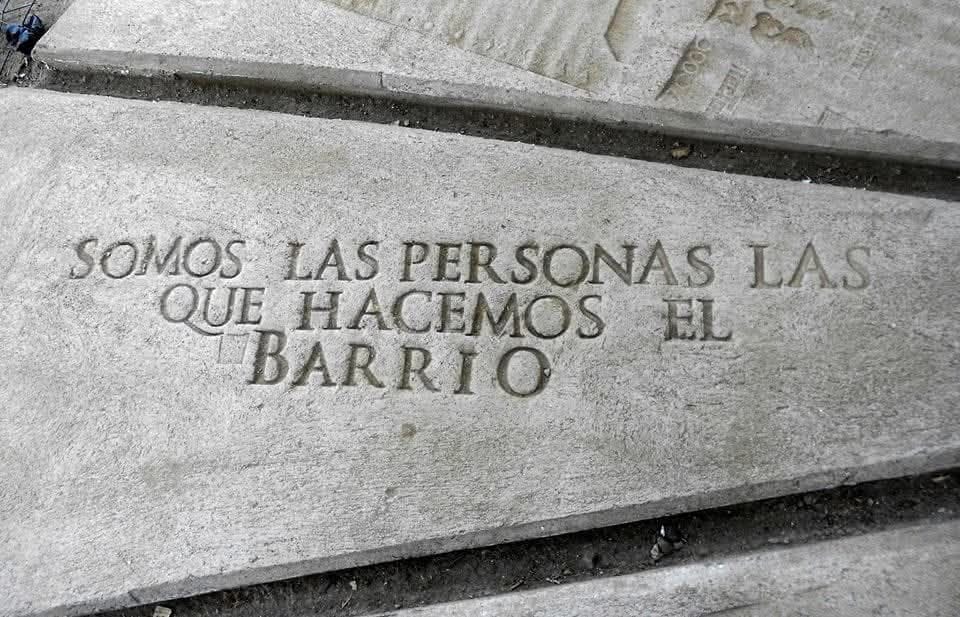 SOMOS LAS PERSONAS LAS
QUE HACEMOS EL
BARRIO